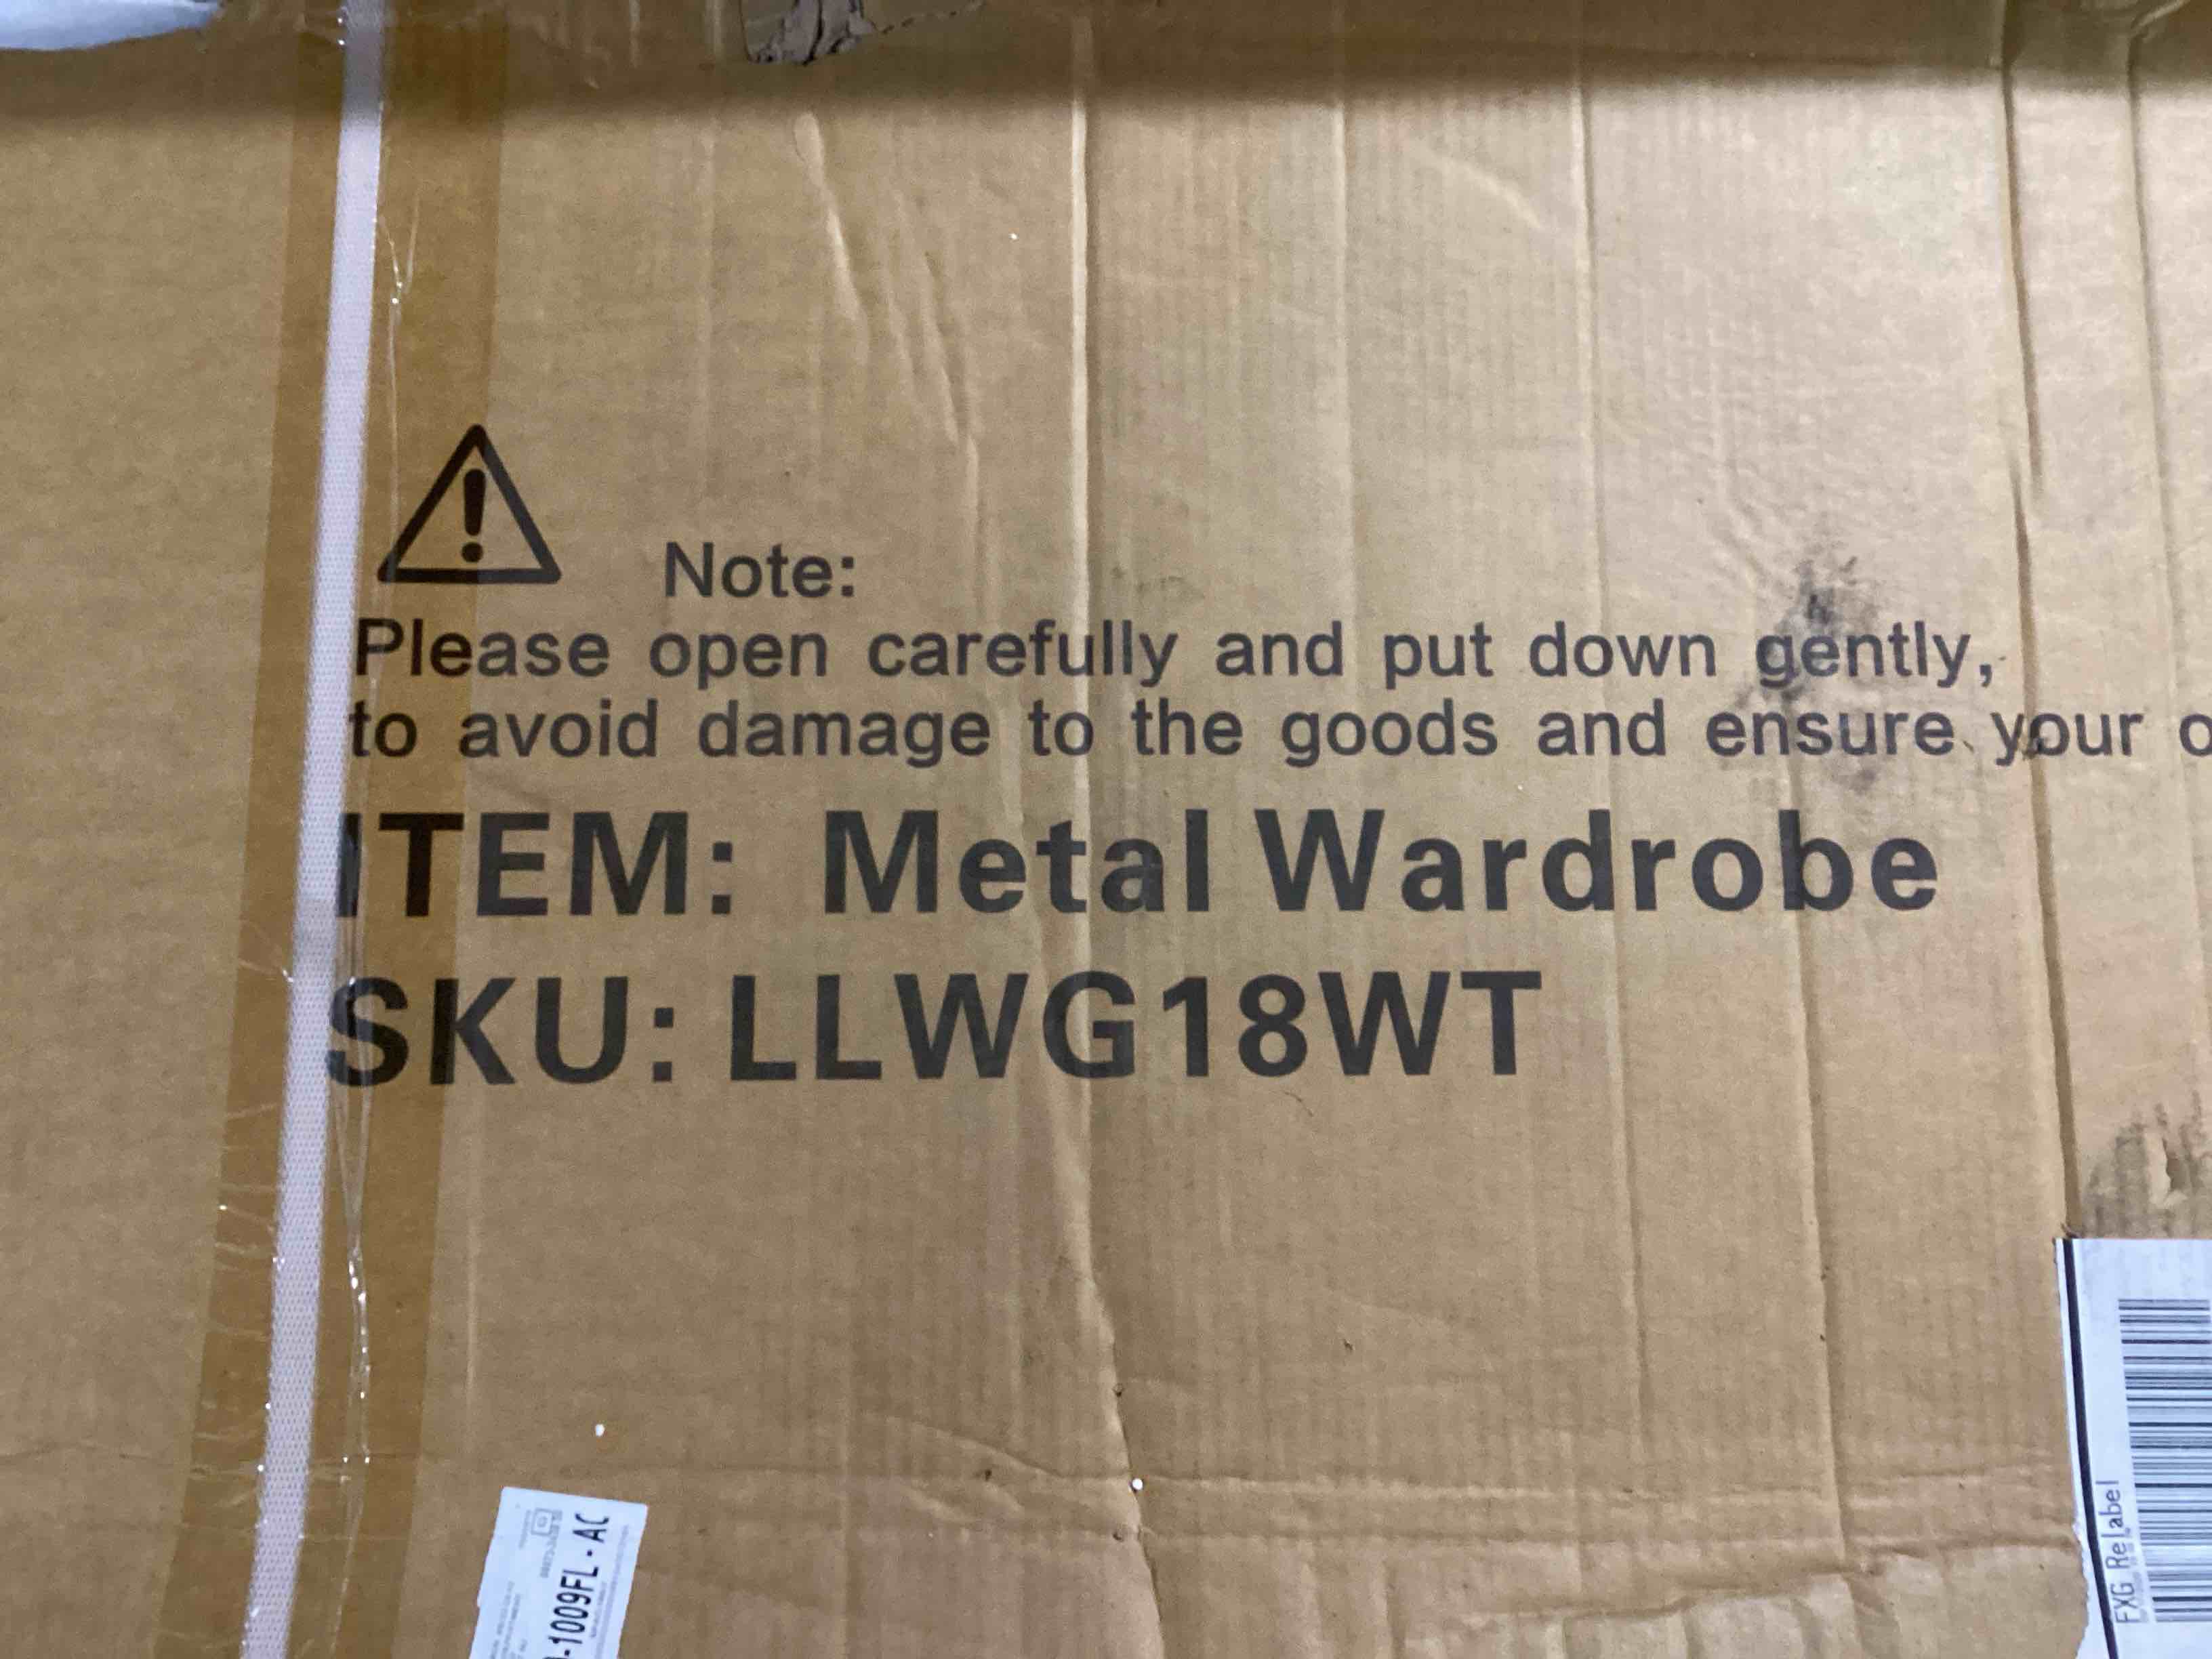 Note:
Please open carefully and put down gently,
to avoid damage to the goods and ensure your
ITEM: Metal Wardrobe
SKU: LLWG18WT
-1009FL-AC
FXG ReLabel